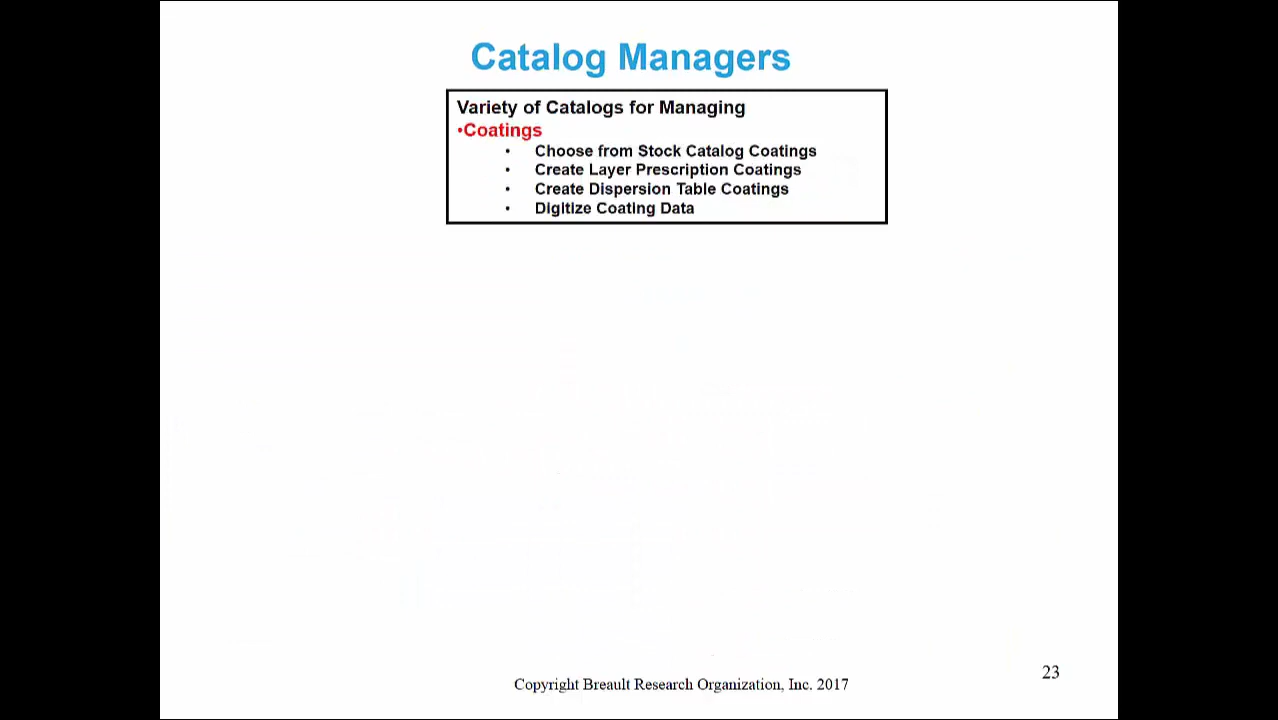 Catalog Managers
Variety of Catalogs for Managing
•Coatings
• Choose from Stock Catalog Coatings
• Create Layer Prescription Coatings
• Create Dispersion Table Coatings
• Digitize Coating Data
23
Copyright Breault Research Organization, Inc. 2017